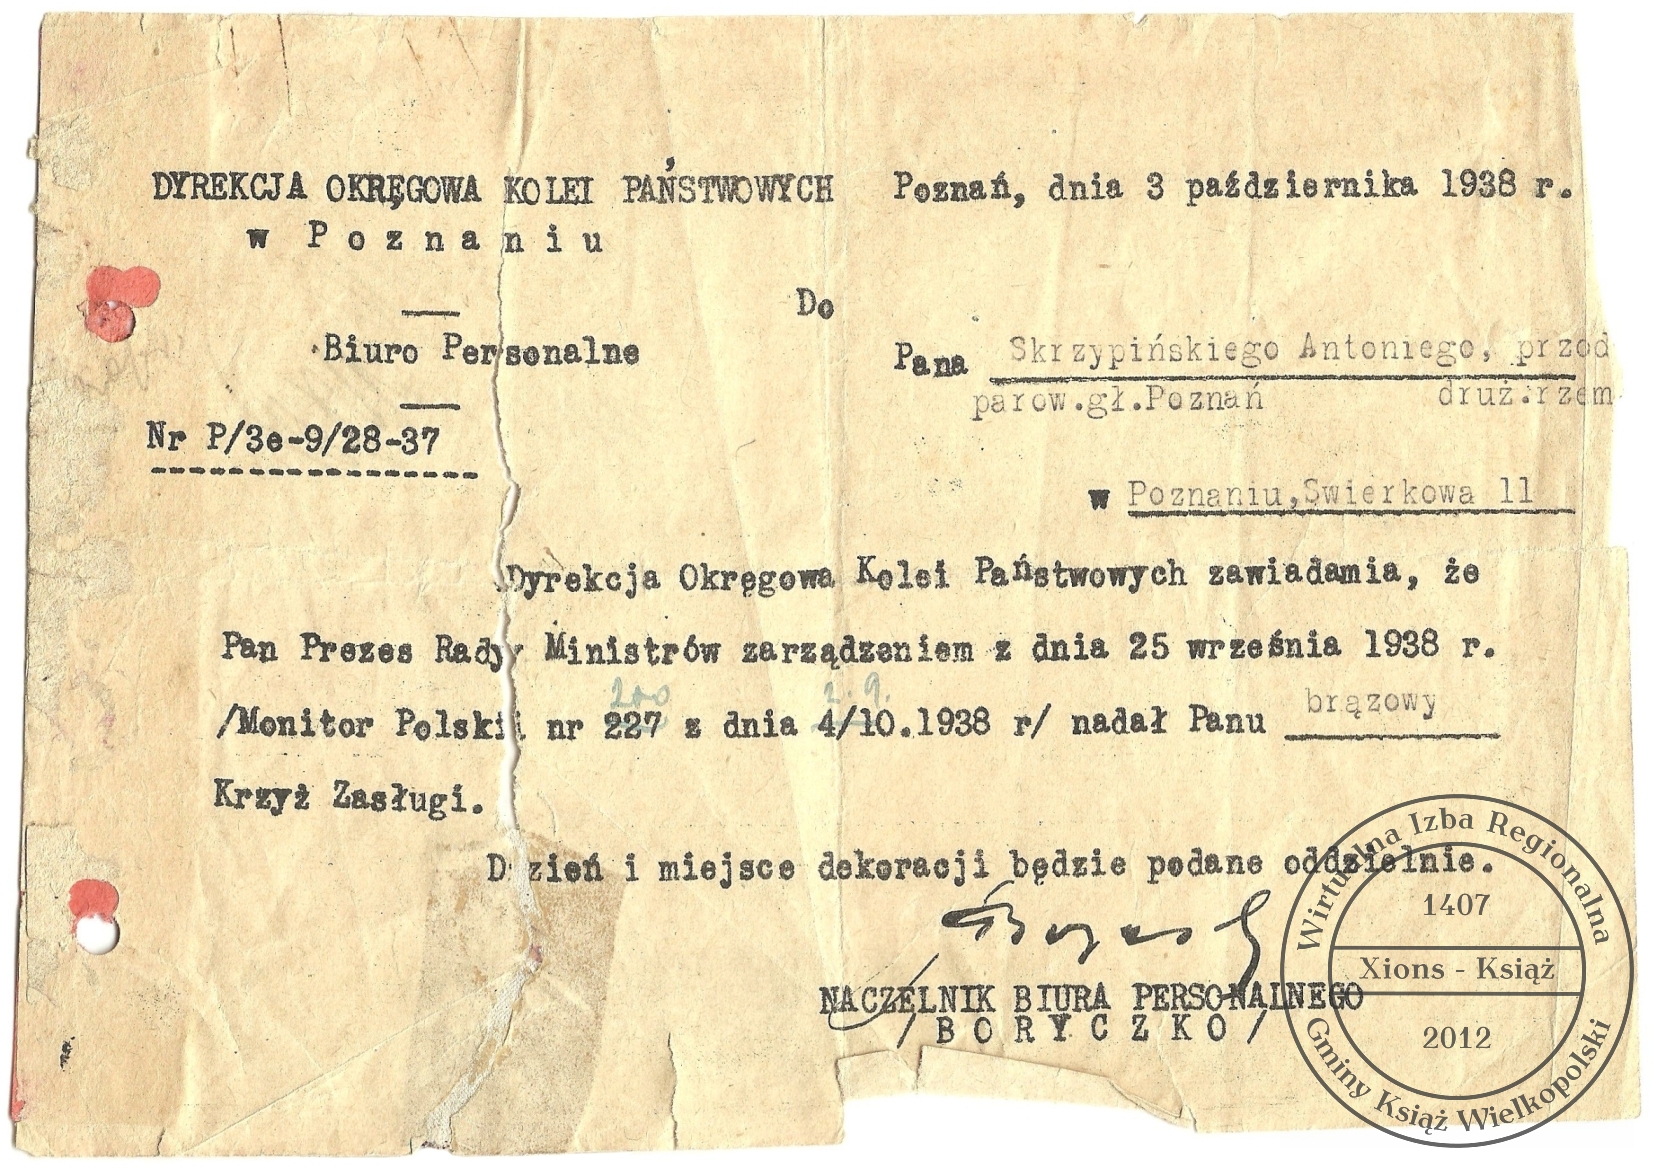 DYREKCJA OKRĘGOWA KOLEI PAŃSTWOWYCH
w Poznaniu
Poznań, dnia 3 października 1938 r.
Biuro Personalne
Nr P/3e-9/28-37
Do
Pana Skrzypińskiego Antoniego, przod
parow.gł.Poznań druż.rzem
w Poznaniu,Swierkowa 11
Dyrekcja Okręgowa Kolei Państwowych zawiadamia, że
Pan Prezes Rady Ministrów zarządzeniem z dnia 25 września 1938 r.
200 2.9.
/Monitor Polski nr 227 z dnia 4/10.1938 r/ nadał Panu brązowy
Krzyż Zasługi.
Dzień i miejsce dekoracji będzie podane oddzielnie.
NACZELNIK BIURA PERSONALNEGO
/BORYCZKO/
Wirtualna Izba Regionalna
1407
Xions - Książ
2012
Gminy Książ Wielkopolski